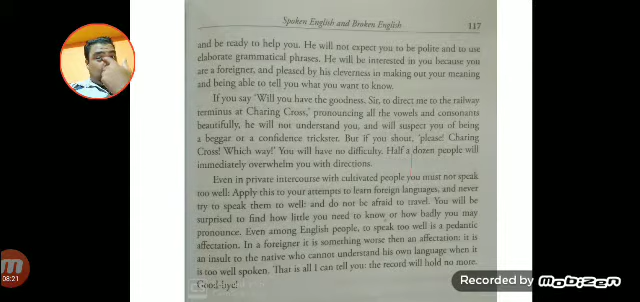 Spoken English and Broken English
117
and be ready to help you. He will not expect you to be polite and to use
elaborate grammatical phrases. He will be interested in you because you
are a foreigner, and pleased by his cleverness in making out your meaning
and being able to tell you what you want to know.
If you say 'Will you have the goodness, Sir, to direct me to the railway
terminus at Charing Cross,' pronouncing all the vowels and consonants
beautifully, he will not understand you, and will suspect you of being
a beggar or a confidence trickster. But if you shout, 'please! Charing
Cross! Which way!' You will have no difficulty. Half a dozen people will
immediately overwhelm you with directions.
Even in private intercourse with cultivated people you must not speak
too well: Apply this to your attempts to learn foreign languages, and never
try to speak them to well: and do not be afraid to travel. You will be
surprised to find how little you need to know or how badly you may
pronounce. Even among English people, to speak too well is a pedantic
affectation. In a foreigner it is something worse then an affectation: it is
an insult to the native who cannot understand his own language when it
is too well spoken. That is all I can tell you: the record will hold no more.
Good-bye!
08:21
Recorded by mobizen